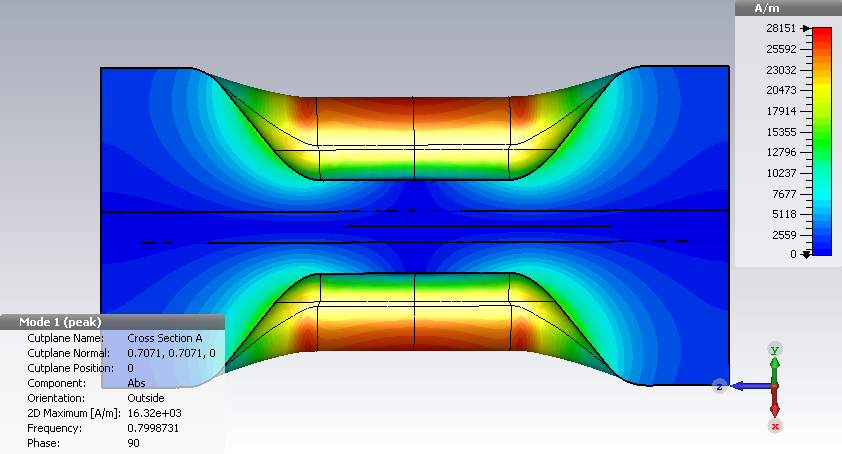 A/m
28151
25592
23032
20473
17914
15355
12796
10237
7677
5118
2559
0
Mode 1 (peak)
Cutplane Name: Cross Section A
Cutplane Normal: 0.7071, 0.7071, 0
Cutplane Position: 0
Component: Abs
Orientation: Outside
2D Maximum [A/m]: 16.32e+03
Frequency: 0.7998731
Phase: 90
y
z
x